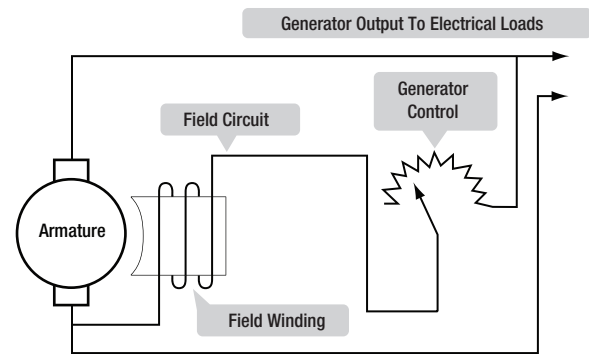 Generator Output To Electrical Loads
Generator
Control
Field Circuit
Armature
Field Winding